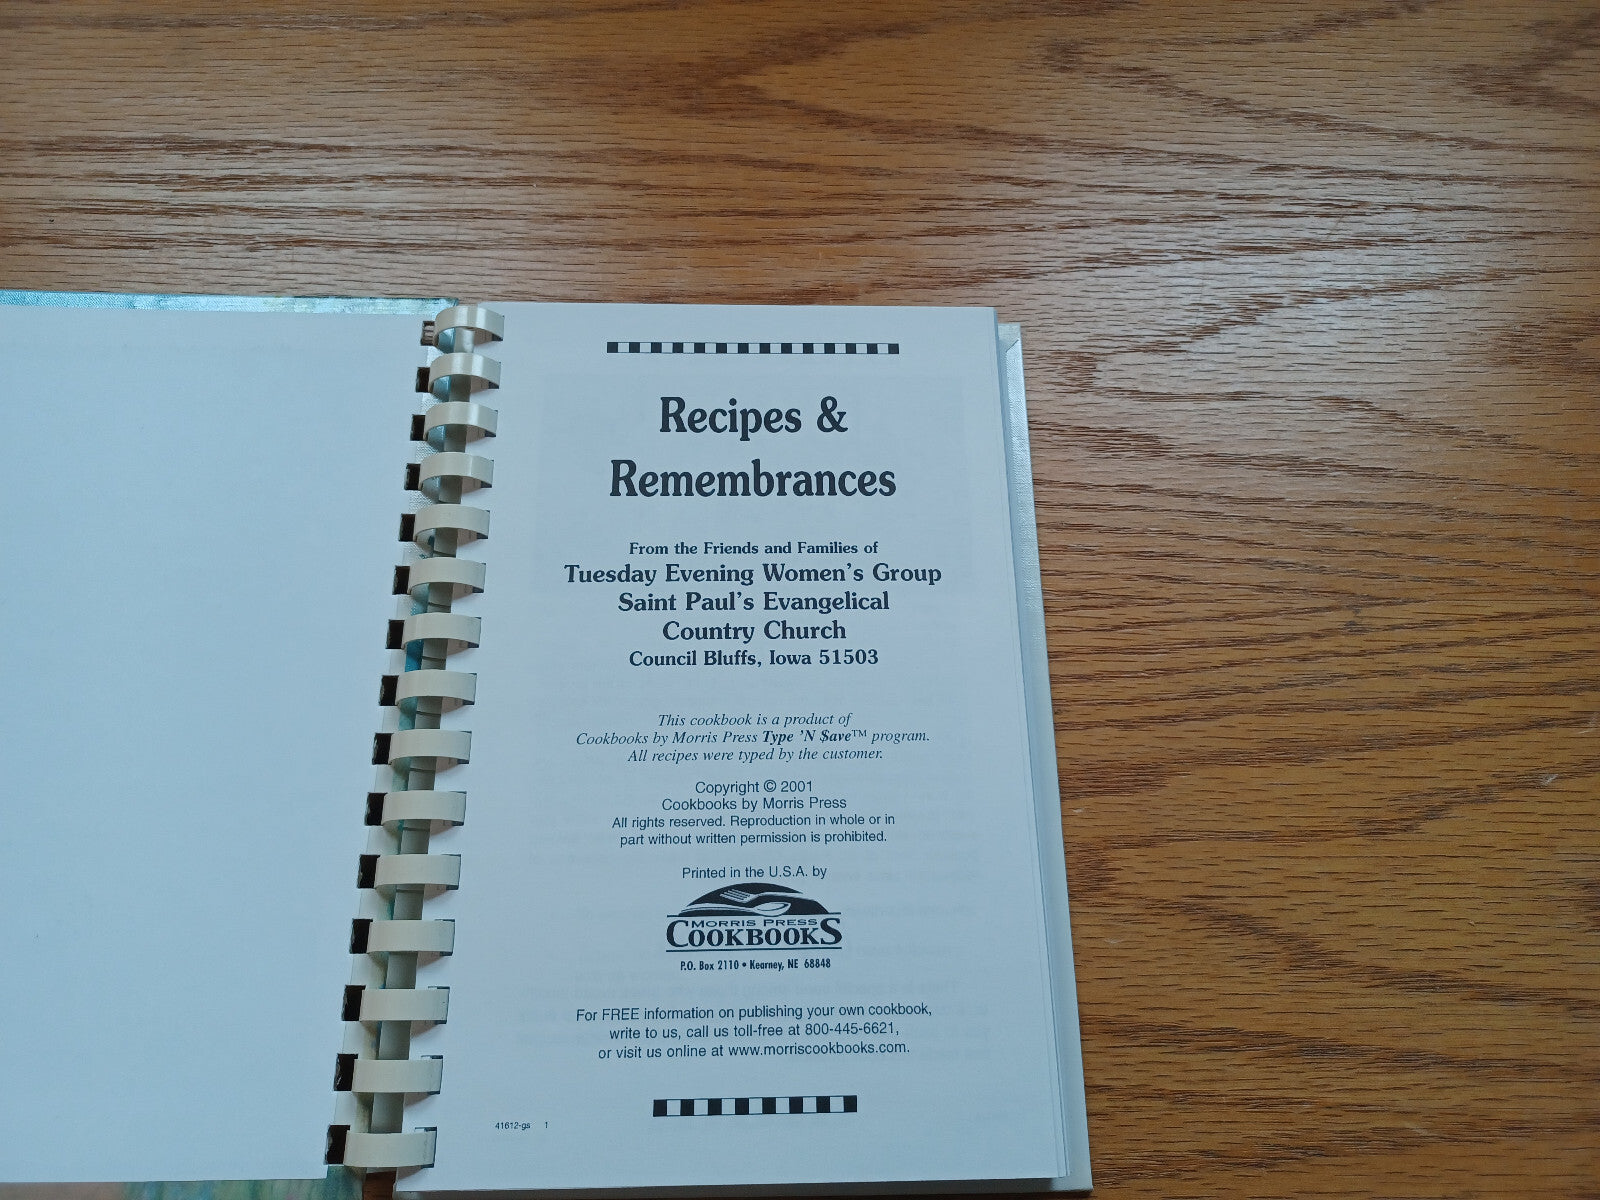 Recipes &
Remembrances
From the Friends and Families of
Tuesday Evening Women's Group
Saint Paul's Evangelical
Country Church
Council Bluffs, Iowa 51503
This cookbook is a product of
Cookbooks by Morris Press Type 'N $ave™ program.
All recipes were typed by the customer.
Copyright © 2001
Cookbooks by Morris Press
All rights reserved. Reproduction in whole or in
part without written permission is prohibited.
Printed in the U.S.A. by
MORRIS PRESS
COOKBOOKS
P.O. Box 2110 • Kearney, NE 68848
For FREE information on publishing your own cookbook,
write to us, call us toll-free at 800-445-6621,
or visit us online at www.morriscookbooks.com.
41612-gs 1